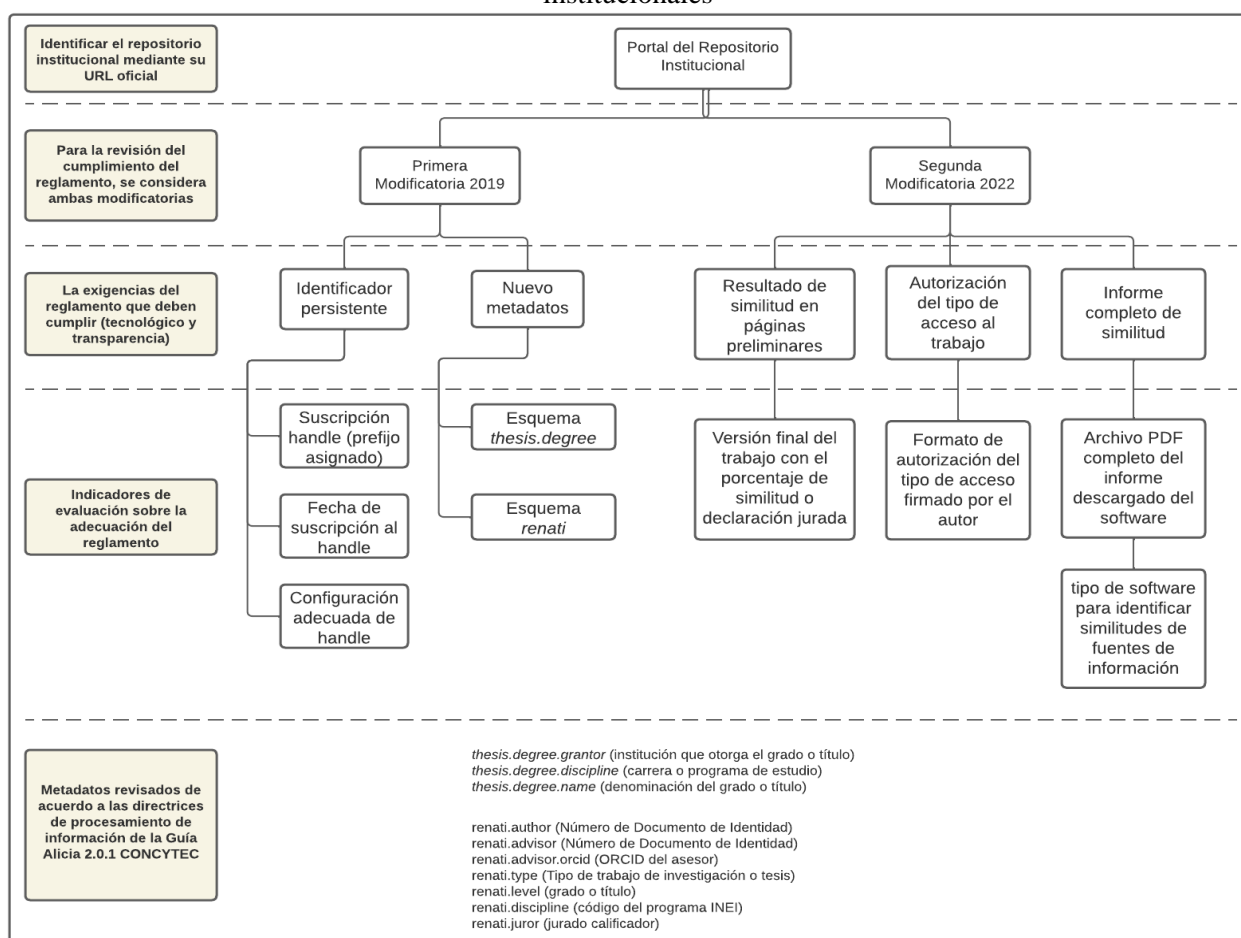 institucionales
Identificar el repositorio
institucional mediante su
URL oficial
Portal del Repositorio
Institucional
Para la revisión del
cumplimiento del
reglamento, se considera
ambas modificatorias
Primera
Modificatoria 2019
Segunda
Modificatoria 2022
La exigencias del
reglamento que deben
cumplir (tecnológico y
transparencia)
Identificador
persistente
Nuevo
metadatos
Resultado de
similitud en
páginas
preliminares
Autorización
del tipo de
acceso al
trabajo
Informe
completo de
similitud
Indicadores de
evaluación sobre la
adecuación del
reglamento
Suscripción
handle (prefijo
asignado)
Fecha de
suscripción al
handle
Configuración
adecuada de
handle
Esquema
thesis.degree
Esquema
renati
Versión final del
trabajo con el
porcentaje de
similitud o
declaración jurada
Formato de
autorización del
tipo de acceso
firmado por el
autor
Archivo PDF
completo del
informe
descargado del
software
tipo de software
para identificar
similitudes de
fuentes de
información
Metadatos revisados de
acuerdo a las directrices
de procesamiento de
información de la Guía
Alicia 2.0.1 CONCYTEC
thesis.degree.grantor (institución que otorga el grado o título)
thesis.degree.discipline (carrera o programa de estudio)
thesis.degree.name (denominación del grado o título)
renati.author (Número de Documento de Identidad)
renati.advisor (Número de Documento de Identidad)
renati.advisor.orcid (ORCID del asesor)
renati.type (Tipo de trabajo de investigación o tesis)
renati.level (grado o título)
renati.discipline (código del programa INEI)
renati.juror (jurado calificador)